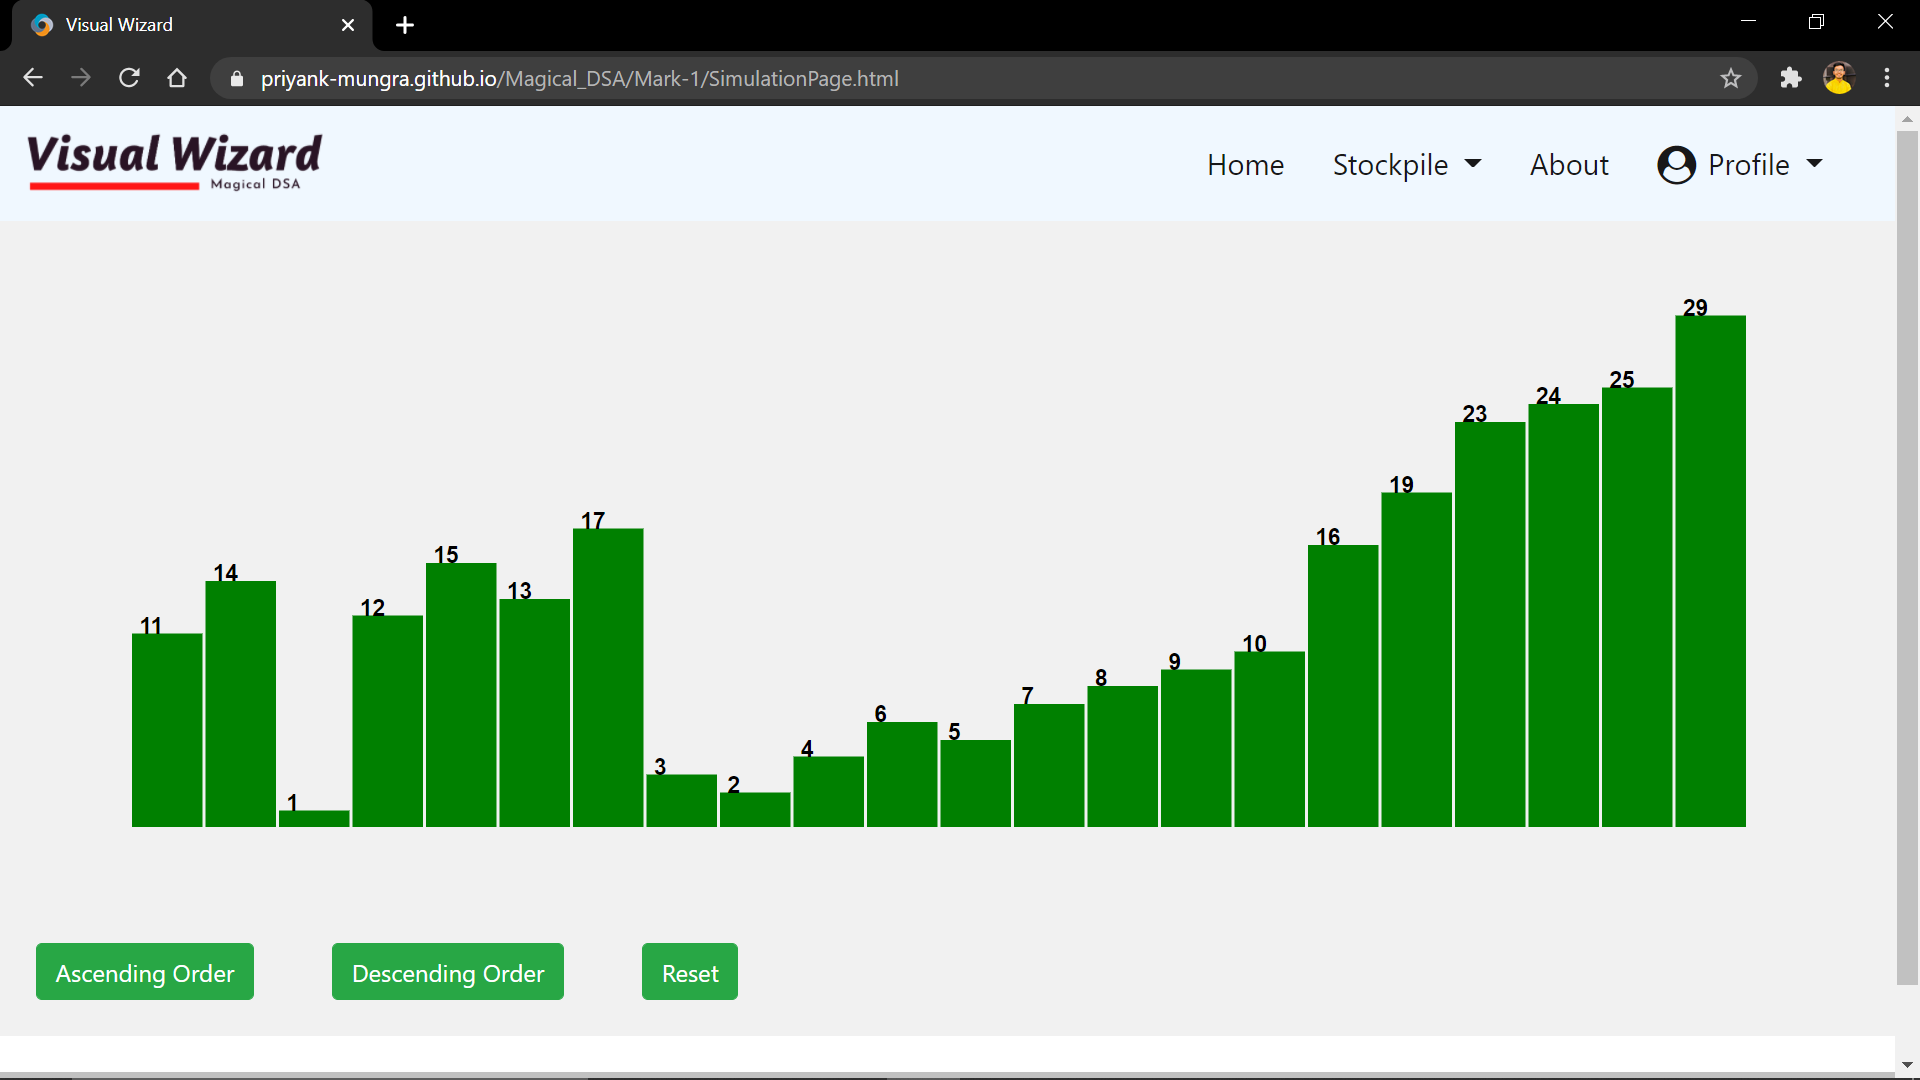 Visual Wizard
priyank-mungra.github.io/Magical_DSA/Mark-1/SimulationPage.html
Visual Wizard
Magical DSA
Home Stockpile About Profile
11 14 1 12 15 13 17 3 2 4 6 5 7 8 9 10 16 19 23 24 25 29
Ascending Order Descending Order Reset